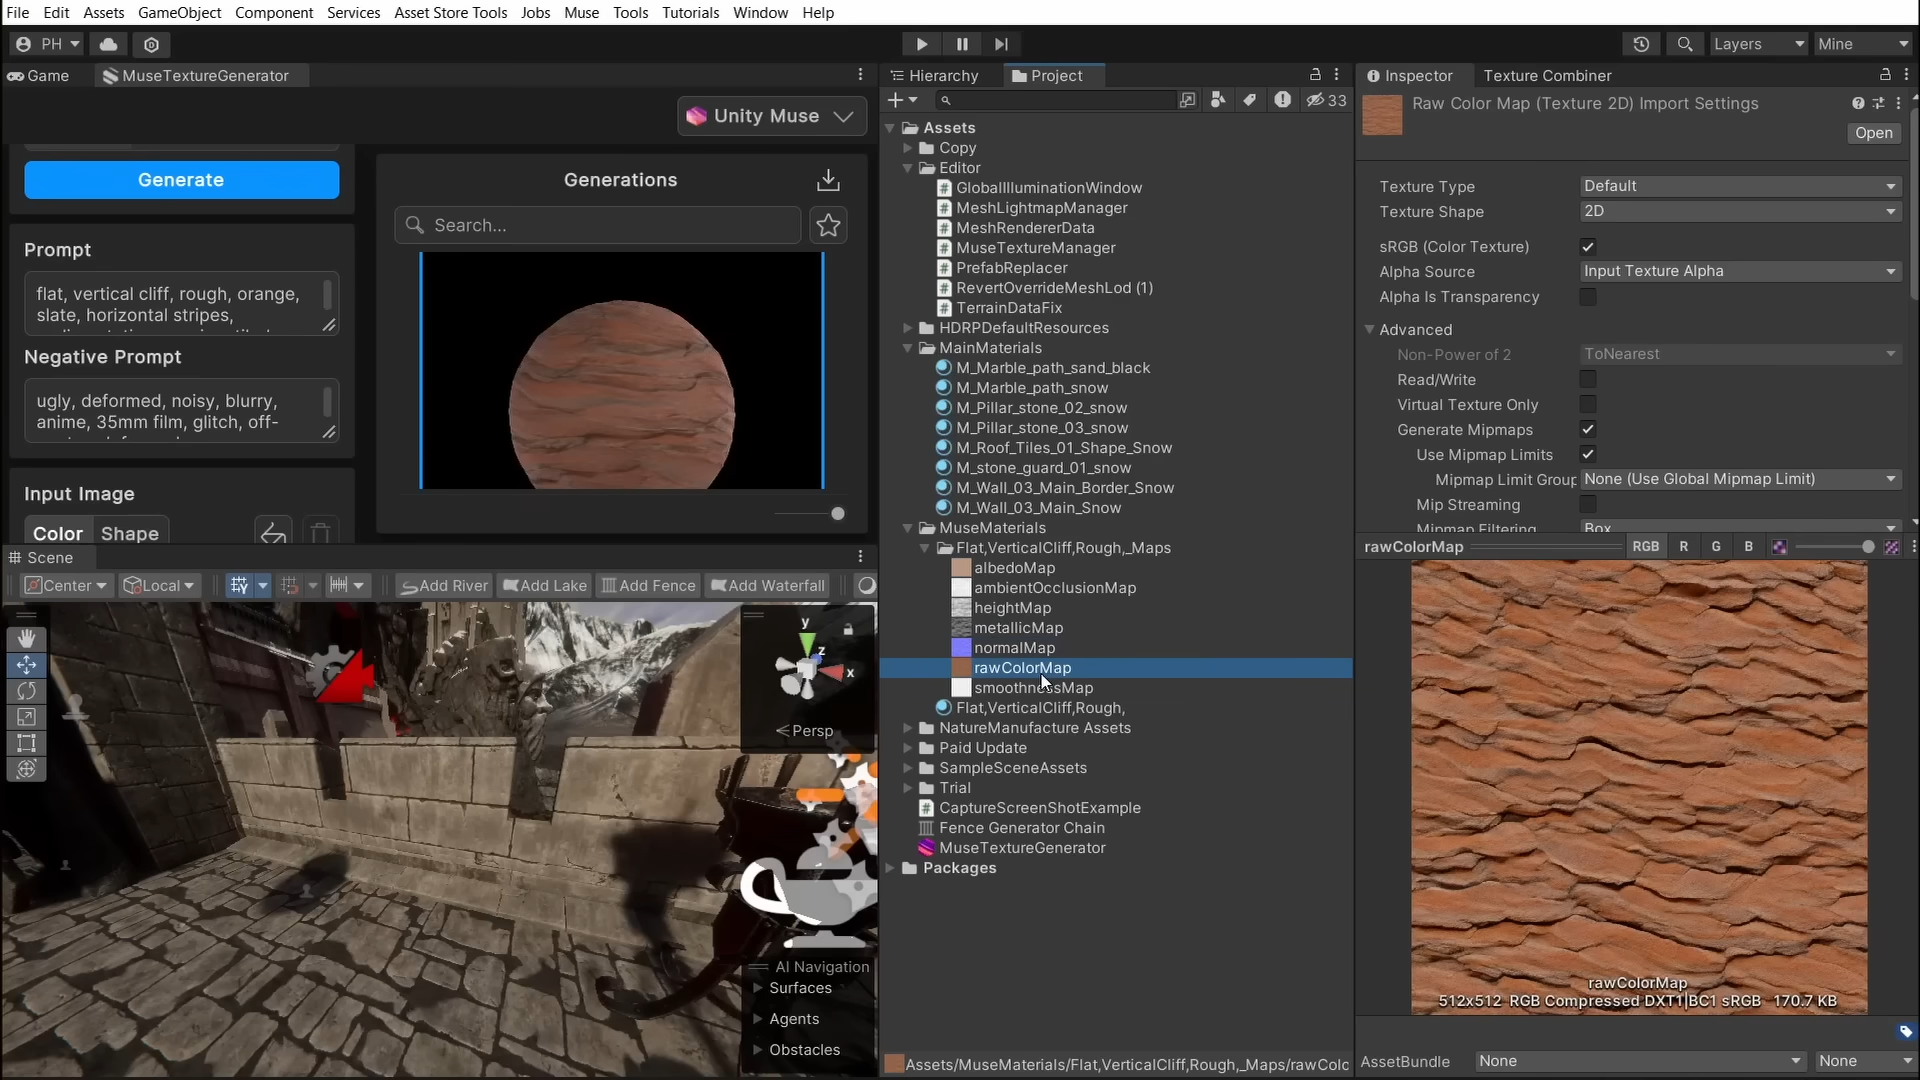 File Edit Assets GameObject Component Services Asset Store Tools Jobs Muse Tools Tutorials Window Help
PH
Layers
Mine
Game
MuseTextureGenerator
Unity Muse
Generate
Prompt
flat, vertical cliff, rough, orange,
slate, horizontal stripes,
Negative Prompt
ugly, deformed, noisy, blurry,
anime, 35mm film, glitch, off-
Input Image
Color
Shape
Generations
Search...
Scene
Center
Local
Add River
Add Lake
Add Fence
Add Waterfall
y
z
x
Persp
AI Navigation
Surfaces
Agents
Obstacles
Hierarchy
Project
33
Assets
Copy
Editor
GlobalIlluminationWindow
MeshLightmapManager
MeshRendererData
MuseTextureManager
PrefabReplacer
RevertOverrideMeshLod (1)
TerrainDataFix
HDRPDefaultResources
MainMaterials
M_Marble_path_sand_black
M_Marble_path_snow
M_Pillar_stone_02_snow
M_Pillar_stone_03_snow
M_Roof_Tiles_01_Shape_Snow
M_stone_guard_01_snow
M_Wall_03_Main_Border_Snow
M_Wall_03_Main_Snow
MuseMaterials
Flat,VerticalCliff,Rough,_Maps
albedoMap
ambientOcclusionMap
heightMap
metallicMap
normalMap
rawColorMap
smoothnessMap
Flat,VerticalCliff,Rough,
NatureManufacture Assets
Paid Update
SampleSceneAssets
Trial
CaptureScreenShotExample
Fence Generator Chain
MuseTextureGenerator
Packages
Assets/MuseMaterials/Flat,VerticalCliff,Rough,_Maps/rawColo
Inspector
Texture Combiner
Raw Color Map (Texture 2D) Import Settings
Open
Texture Type
Default
Texture Shape
2D
sRGB (Color Texture)
Alpha Source
Input Texture Alpha
Alpha Is Transparency
Advanced
Non-Power of 2
ToNearest
Read/Write
Virtual Texture Only
Generate Mipmaps
Use Mipmap Limits
Mipmap Limit Group
None (Use Global Mipmap Limit)
Mip Streaming
Mipmap Filtering
Box
rawColorMap
RGB R G B
rawColorMap
512x512 RGB Compressed DXT1|BC1 sRGB 170.7 KB
AssetBundle
None
None